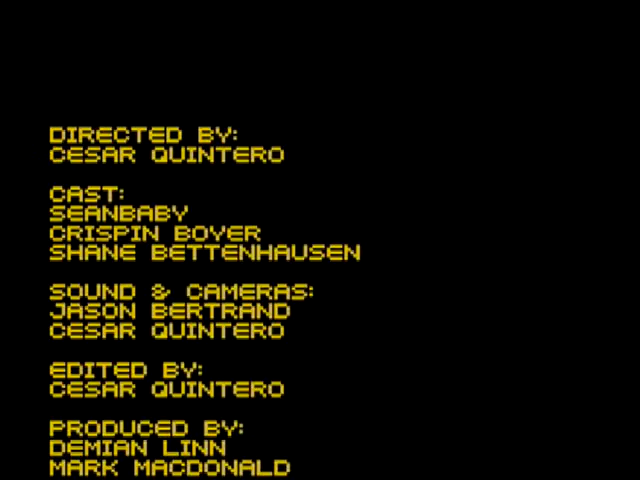 DIRECTED BY:
CESAR QUINTERO
CAST:
SEANBABY
CRISPIN BOYER
SHANE BETTENHAUSEN
SOUND & CAMERAS:
JASON BERTRAND
CESAR QUINTERO
EDITED BY:
CESAR QUINTERO
PRODUCED BY:
DEMIAN LINN
MARK MACDONALD